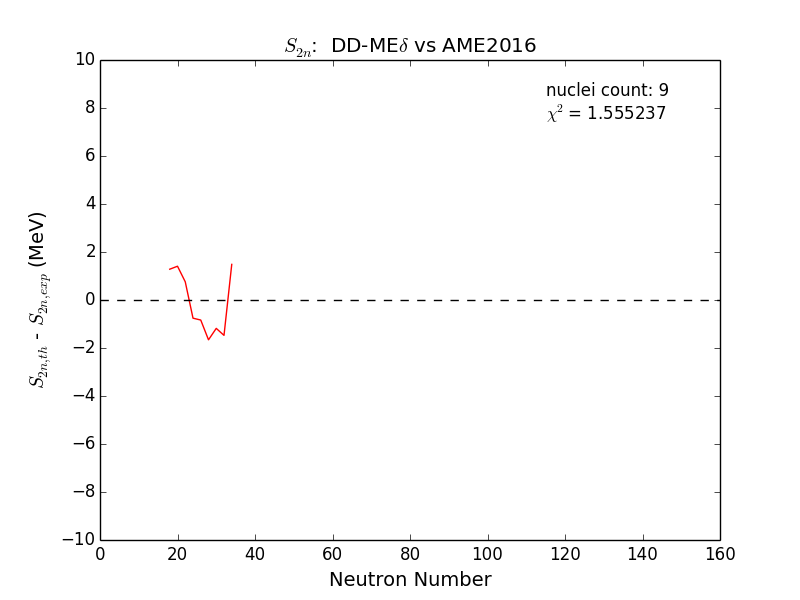 S2n: DD-MEδ vs AME2016
nuclei count: 9
χ² = 1.555237
10
8
6
4
2
0
−2
−4
−6
−8
−10
S2n,th - S2n,exp (MeV)
0 20 40 60 80 100 120 140 160
Neutron Number